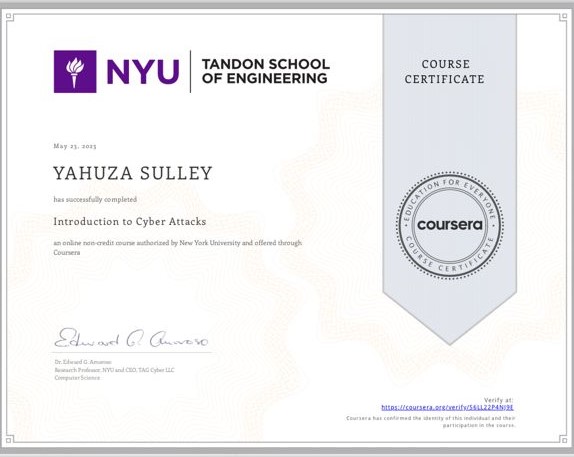 NYU
TANDON SCHOOL
OF ENGINEERING
COURSE
CERTIFICATE
May 23, 2023
YAHUZA SULLEY
has successfully completed
Introduction to Cyber Attacks
an online non-credit course authorized by New York University and offered through
Coursera
EDUCATION FOR EVERYONE
coursera
COURSE CERTIFICATE
Edward G. Amoroso
Dr. Edward G. Amoroso
Research Professor, NYU and CEO, TAG Cyber LLC
Computer Science
Verify at:
https://coursera.org/verify/S6LL22P4NJ9E
Coursera has confirmed the identity of this individual and their
participation in the course.